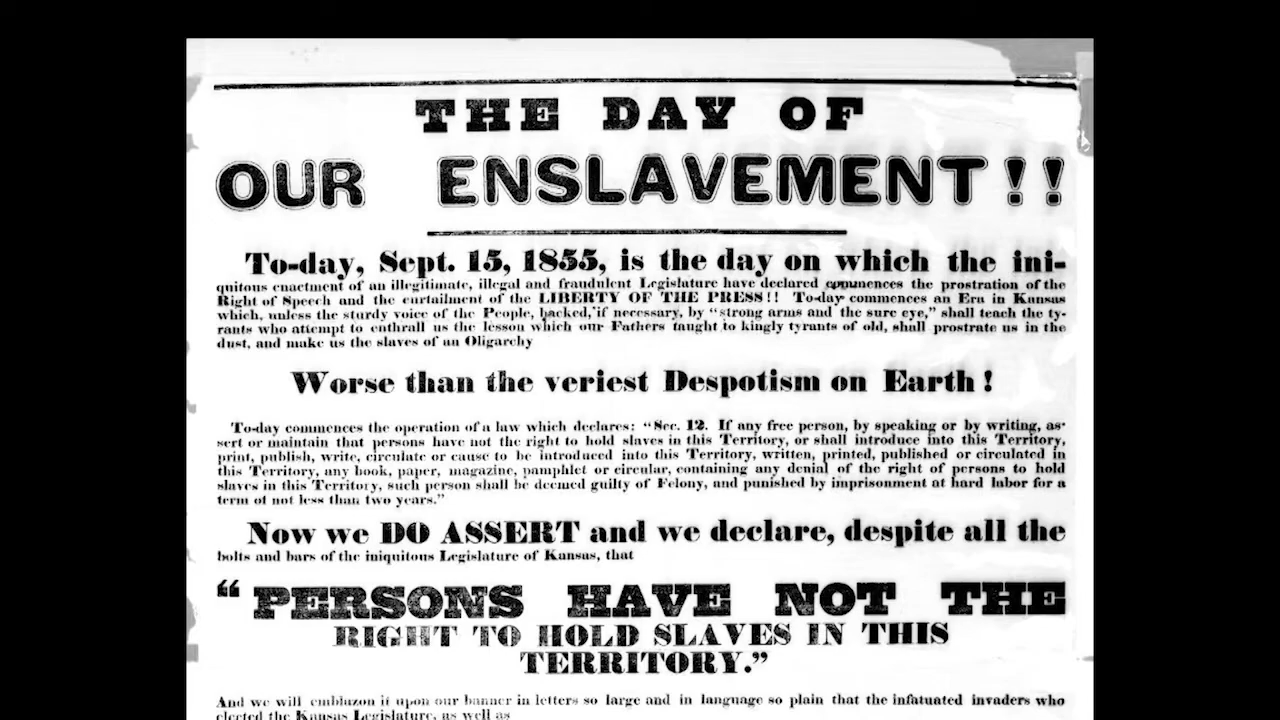 THE DAY OF
OUR ENSLAVEMENT!!
To-day, Sept. 15, 1855, is the day on which the ini-
quitous enactment of an illegitimate, illegal and fraudulent Legislature have declared commences the prostration of the
Right of Speech and the curtailment of the LIBERTY OF THE PRESS!! To-day commences an Era in Kansas
which, unless the sturdy voice of the People, backed, if necessary, by "strong arms and the sure eye," shall teach the ty-
rants who attempt to enthrall us the lesson which our Fathers taught to kingly tyrants of old, shall prostrate us in the
dust, and make us the slaves of an Oligarchy
Worse than the veriest Despotism on Earth!
To-day commences the operation of a law which declares: "Sec. 12. If any free person, by speaking or by writing, as-
sert or maintain that persons have not the right to hold slaves in this Territory, or shall introduce into this Territory,
print, publish, write, circulate or cause to be introduced into this Territory, written, printed, published or circulated in
this Territory, any book, paper, magazine, pamphlet or circular, containing any denial of the right of persons to hold
slaves in this Territory, such person shall be deemed guilty of Felony, and punished by imprisonment at hard labor for a
term of not less than two years."
Now we DO ASSERT and we declare, despite all the
bolts and bars of the iniquitous Legislature of Kansas, that
"PERSONS HAVE NOT THE
RIGHT TO HOLD SLAVES IN THIS
TERRITORY."
And we will emblazon it upon our banner in letters so large and in language so plain that the infatuated invaders who
elected the Kansas Legislature, as well as